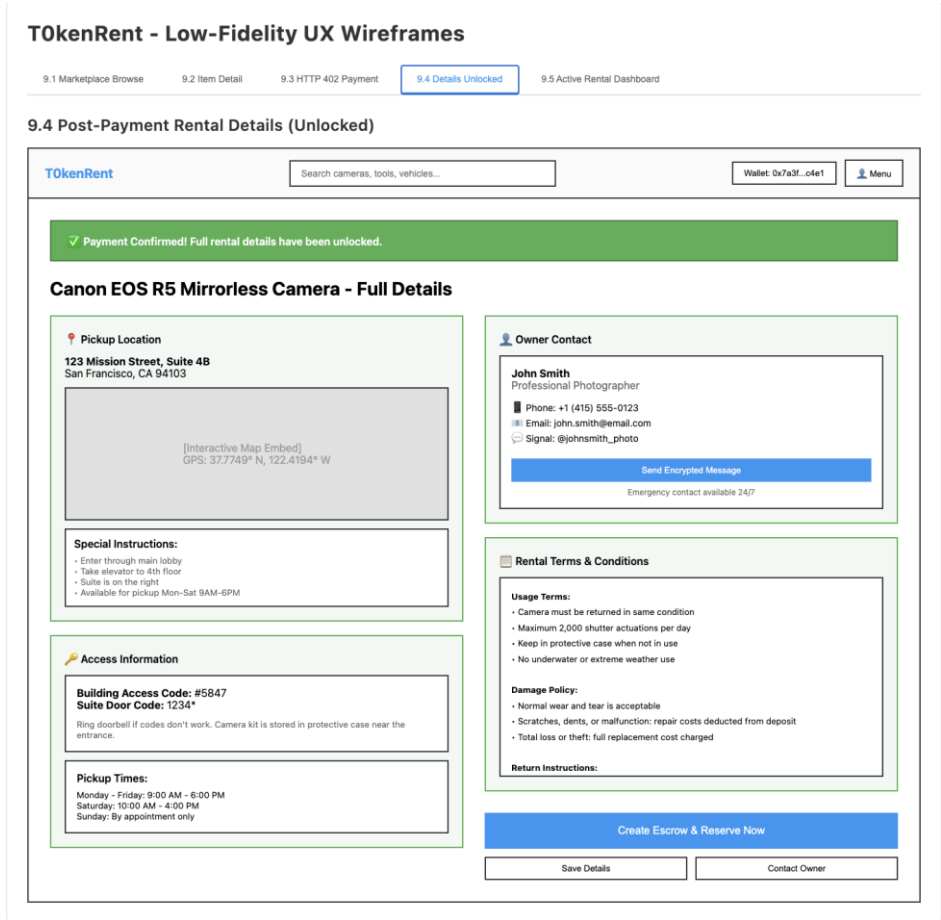 T0kenRent - Low-Fidelity UX Wireframes
9.1 Marketplace Browse
9.2 Item Detail
9.3 HTTP 402 Payment
9.4 Details Unlocked
9.5 Active Rental Dashboard
9.4 Post-Payment Rental Details (Unlocked)
T0kenRent
Search cameras, tools, vehicles...
Wallet: 0x7a3f...c4e1
👤 Menu
✅ Payment Confirmed! Full rental details have been unlocked.
Canon EOS R5 Mirrorless Camera - Full Details
📍 Pickup Location
123 Mission Street, Suite 4B
San Francisco, CA 94103
[Interactive Map Embed]
GPS: 37.7749° N, 122.4194° W
Special Instructions:
• Enter through main lobby
• Take elevator to 4th floor
• Suite is on the right
• Available for pickup Mon-Sat 9AM-6PM
🔑 Access Information
Building Access Code: #5847
Suite Door Code: 1234*
Ring doorbell if codes don't work. Camera kit is stored in protective case near the
entrance.
Pickup Times:
Monday - Friday: 9:00 AM - 6:00 PM
Saturday: 10:00 AM - 4:00 PM
Sunday: By appointment only
👤 Owner Contact
John Smith
Professional Photographer
📱 Phone: +1 (415) 555-0123
📧 Email: john.smith@email.com
💬 Signal: @johnsmith_photo
Send Encrypted Message
Emergency contact available 24/7
📋 Rental Terms & Conditions
Usage Terms:
• Camera must be returned in same condition
• Maximum 2,000 shutter actuations per day
• Keep in protective case when not in use
• No underwater or extreme weather use
Damage Policy:
• Normal wear and tear is acceptable
• Scratches, dents, or malfunction: repair costs deducted from deposit
• Total loss or theft: full replacement cost charged
Return Instructions:
Create Escrow & Reserve Now
Save Details
Contact Owner